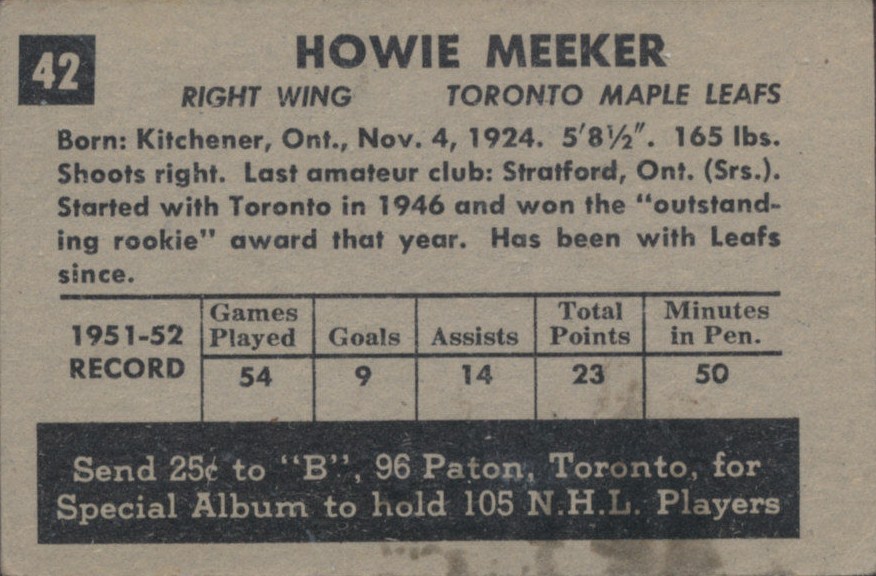 42
HOWIE MEEKER
RIGHT WING TORONTO MAPLE LEAFS
Born: Kitchener, Ont., Nov. 4, 1924. 5'8½". 165 lbs.
Shoots right. Last amateur club: Stratford, Ont. (Srs.).
Started with Toronto in 1946 and won the "outstand-
ing rookie" award that year. Has been with Leafs
since.
1951-52 RECORD
Games Played Goals Assists Total Points Minutes in Pen.
54 9 14 23 50
Send 25¢ to "B", 96 Paton, Toronto, for
Special Album to hold 105 N.H.L. Players